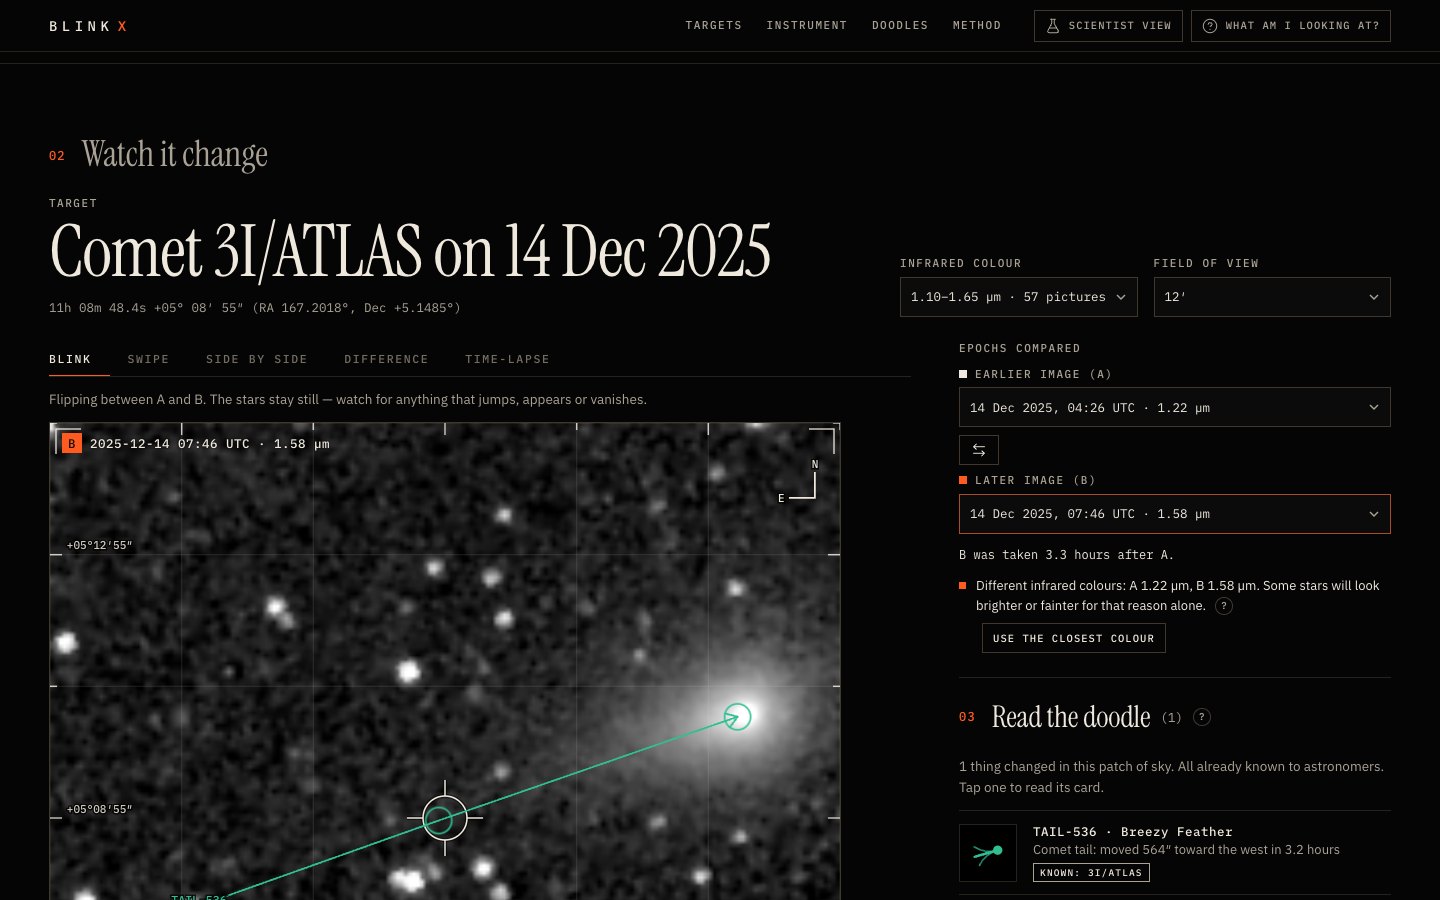 BLINK X
TARGETS INSTRUMENT DOODLES METHOD SCIENTIST VIEW WHAT AM I LOOKING AT?
02 Watch it change
TARGET
Comet 3I/ATLAS on 14 Dec 2025
11h 08m 48.4s +05° 08′ 55″ (RA 167.2018°, Dec +5.1485°)
INFRARED COLOUR
1.10–1.65 µm · 57 pictures
FIELD OF VIEW
12′
BLINK SWIPE SIDE BY SIDE DIFFERENCE TIME-LAPSE
Flipping between A and B. The stars stay still — watch for anything that jumps, appears or vanishes.
B 2025-12-14 07:46 UTC · 1.58 µm
N
E
+05°12′55″
+05°08′55″
TAIL-536
EPOCHS COMPARED
EARLIER IMAGE (A)
14 Dec 2025, 04:26 UTC · 1.22 µm
LATER IMAGE (B)
14 Dec 2025, 07:46 UTC · 1.58 µm
B was taken 3.3 hours after A.
Different infrared colours: A 1.22 µm, B 1.58 µm. Some stars will look
brighter or fainter for that reason alone. ?
USE THE CLOSEST COLOUR
03 Read the doodle (1) ?
1 thing changed in this patch of sky. All already known to astronomers.
Tap one to read its card.
TAIL-536 · Breezy Feather
Comet tail: moved 564″ toward the west in 3.2 hours
KNOWN: 3I/ATLAS